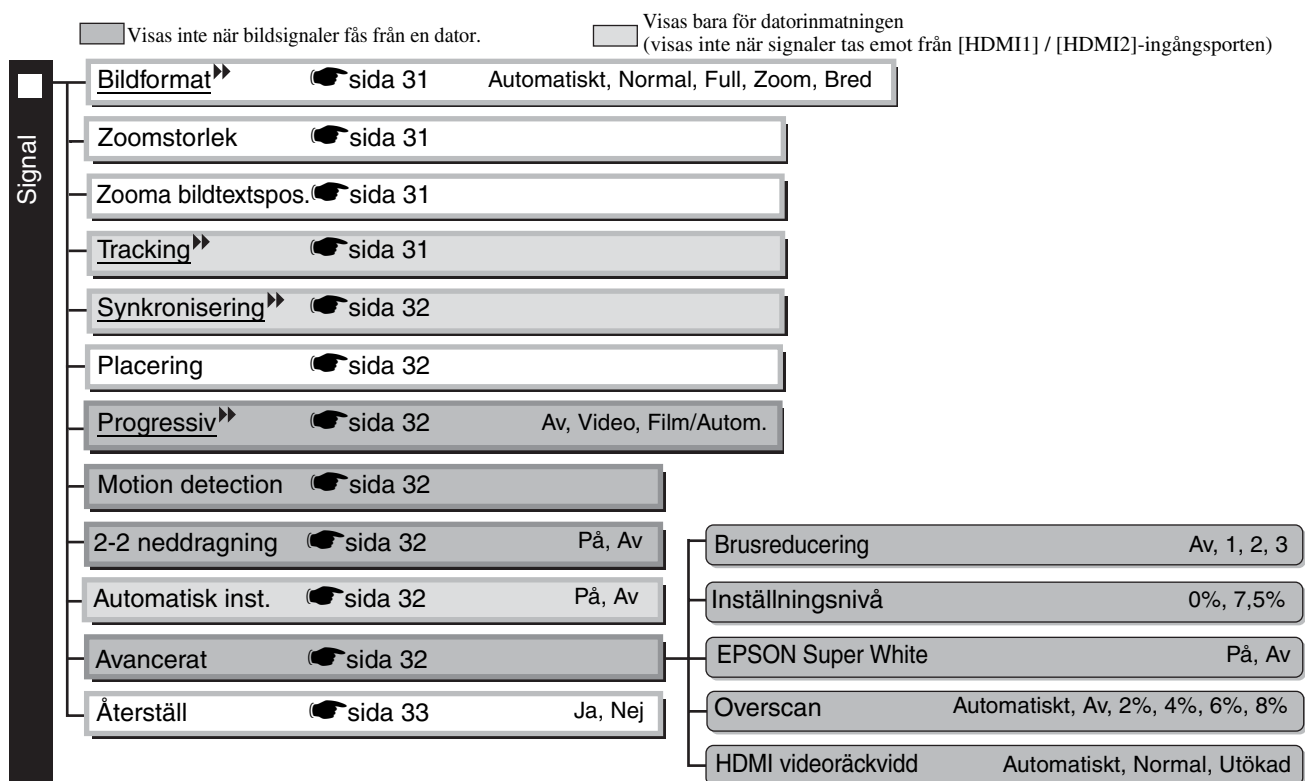 Visas inte när bildsignaler fås från en dator.
Visas bara för datorinmatningen
(visas inte när signaler tas emot från [HDMI1] / [HDMI2]-ingångsporten)
Signal
Bildformat sida 31 Automatiskt, Normal, Full, Zoom, Bred
Zoomstorlek sida 31
Zooma bildtextspos. sida 31
Tracking sida 31
Synkronisering sida 32
Placering sida 32
Progressiv sida 32 Av, Video, Film/Autom.
Motion detection sida 32
2-2 neddragning sida 32 På, Av
Automatisk inst. sida 32 På, Av
Avancerat sida 32
Återställ sida 33 Ja, Nej
Brusreducering Av, 1, 2, 3
Inställningsnivå 0%, 7,5%
EPSON Super White På, Av
Overscan Automatiskt, Av, 2%, 4%, 6%, 8%
HDMI videoräckvidd Automatiskt, Normal, Utökad